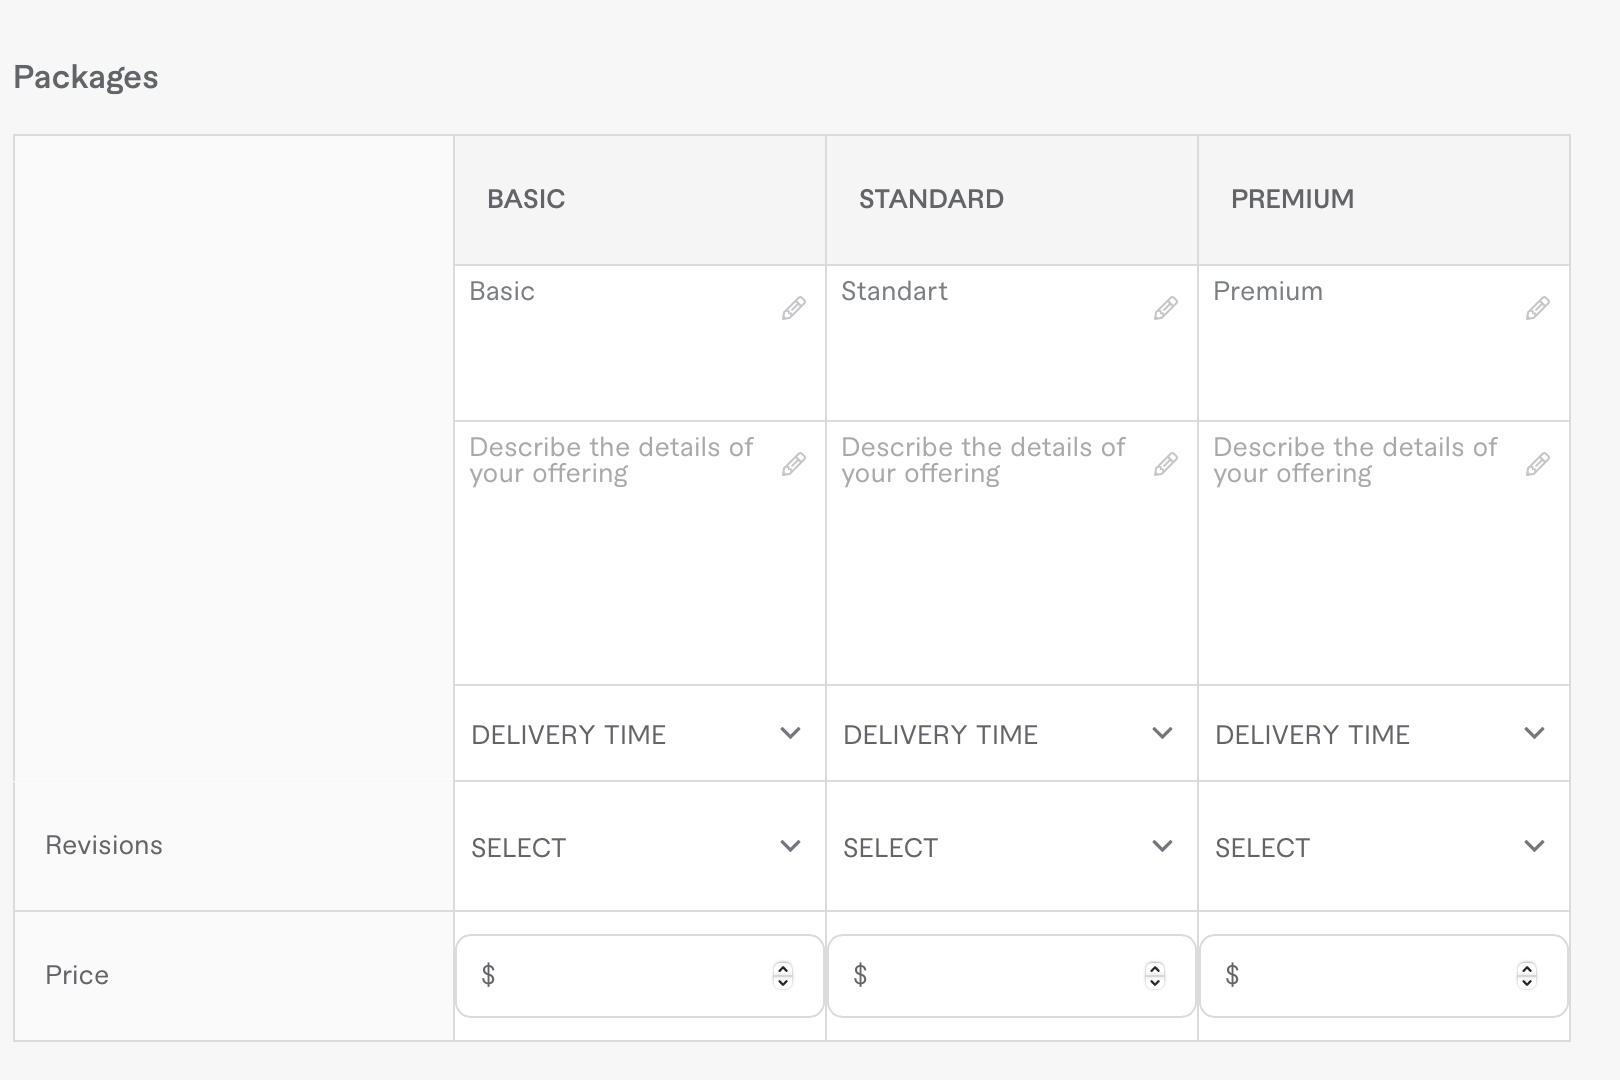 Packages
BASIC
STANDARD
PREMIUM
Basic
Standart
Premium
Describe the details of
your offering
Describe the details of
your offering
Describe the details of
your offering
DELIVERY TIME
DELIVERY TIME
DELIVERY TIME
Revisions
SELECT
SELECT
SELECT
Price
$
$
$